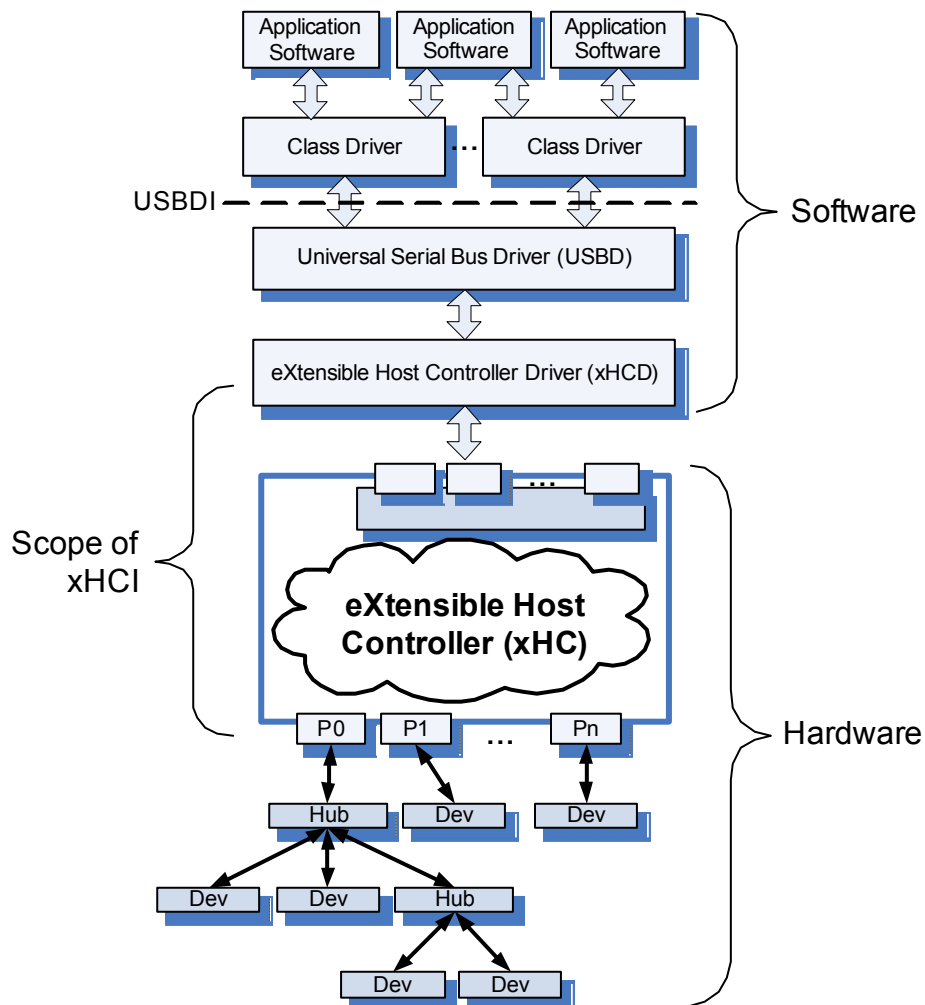 Application
Software
Application
Software
Application
Software
Class Driver
...
Class Driver
USBDI
Software
Universal Serial Bus Driver (USBD)
eXtensible Host Controller Driver (xHCD)
...
Scope of
xHCI
eXtensible Host
Controller (xHC)
P0
P1
...
Pn
Hardware
Hub
Dev
Dev
Dev
Dev
Hub
Dev
Dev